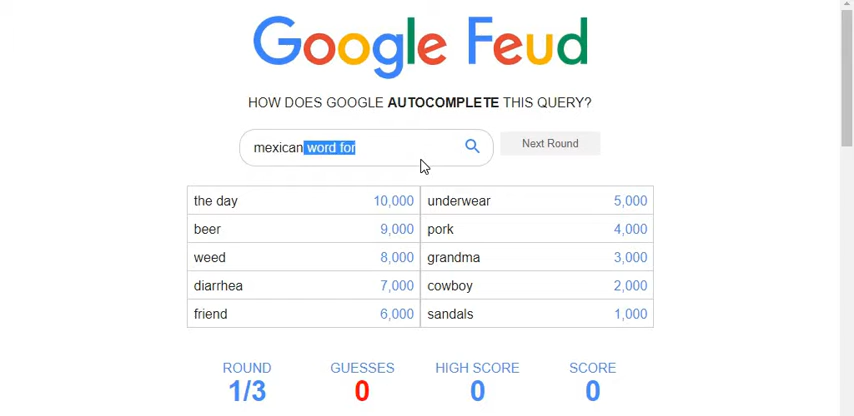 Google Feud
HOW DOES GOOGLE AUTOCOMPLETE THIS QUERY?
mexican word for
Next Round
the day 10,000 underwear 5,000
beer 9,000 pork 4,000
weed 8,000 grandma 3,000
diarrhea 7,000 cowboy 2,000
friend 6,000 sandals 1,000
ROUND GUESSES HIGH SCORE SCORE
1/3 0 0 0